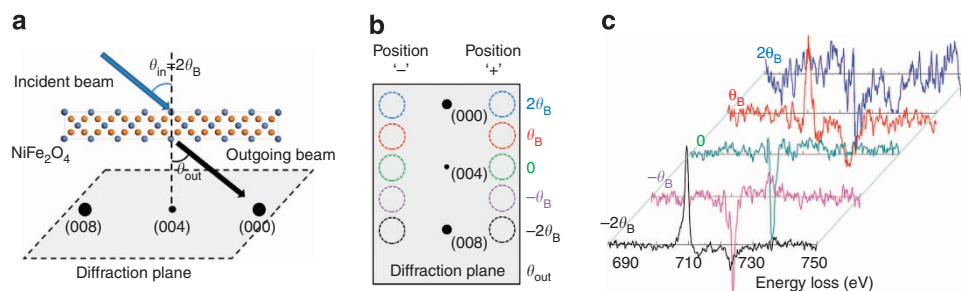 a
θin=2θB
Incident beam
NiFe2O4
Outgoing beam
θout
(008)
(004)
(000)
Diffraction plane
b
Position Position
‘–’ ‘+’
(000)
2θB
θB
(004)
0
–θB
(008)
–2θB
Diffraction plane
θout
c
2θB
θB
0
–θB
–2θB
690 710 730 750
Energy loss (eV)